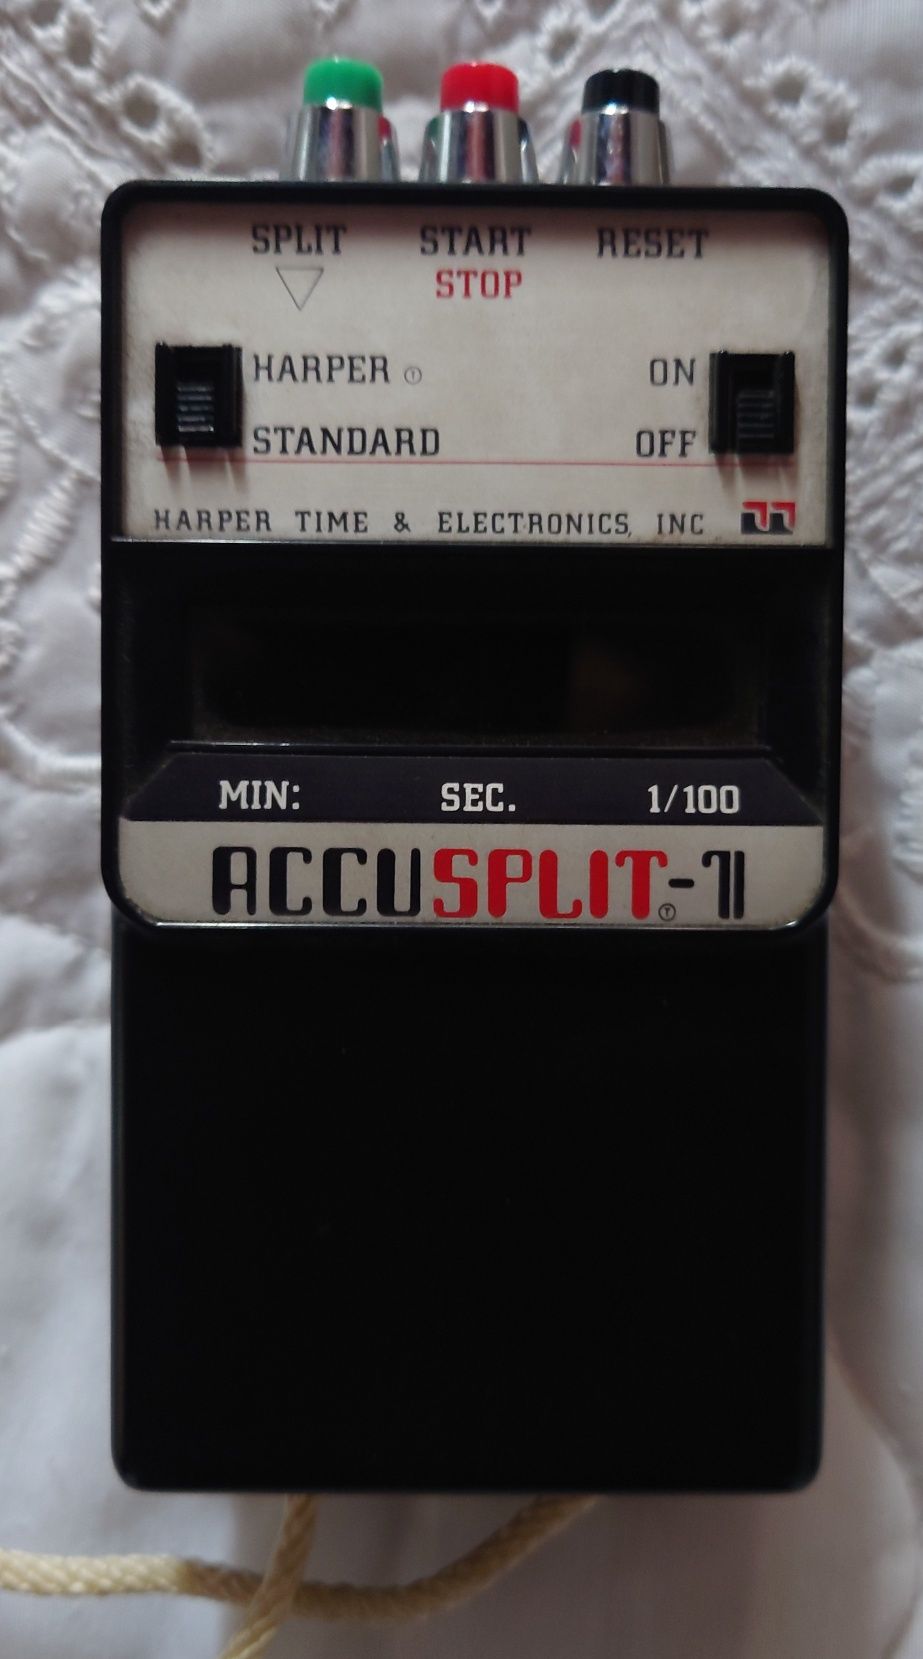 SPLIT START RESET
STOP
HARPER Ⓣ ON
STANDARD OFF
HARPER TIME & ELECTRONICS, INC
MIN: SEC. 1/100
ACCUSPLIT Ⓣ-1